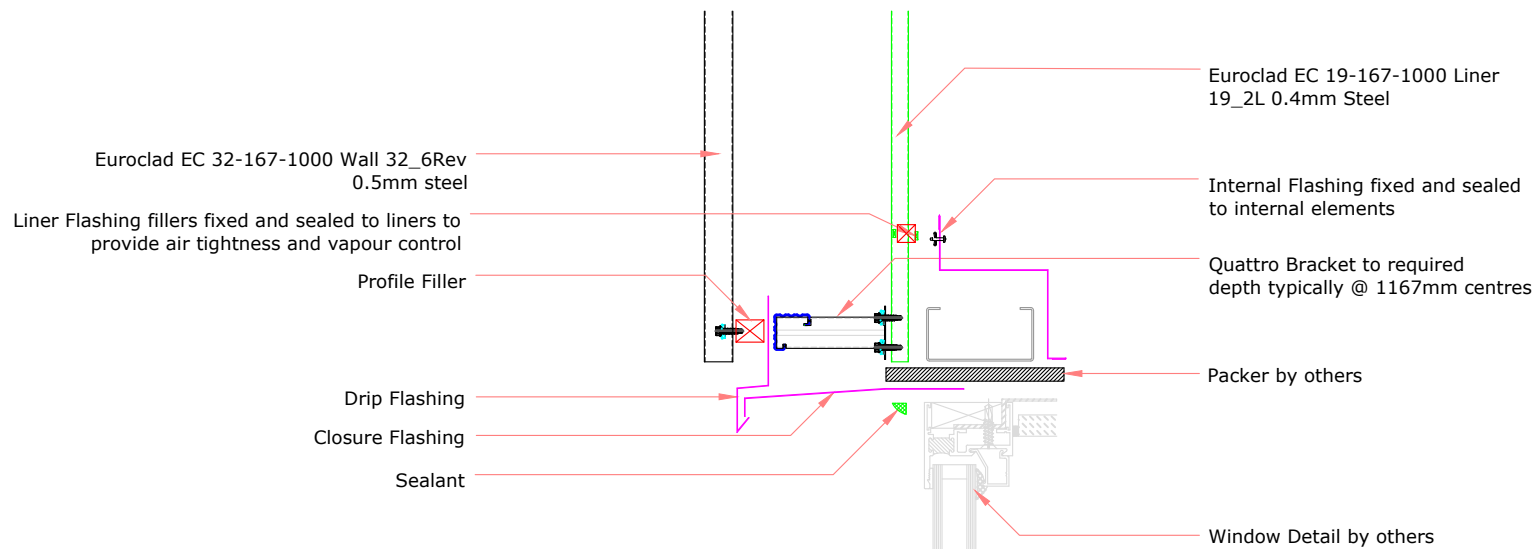 Euroclad EC 32-167-1000 Wall 32_6Rev
0.5mm steel
Liner Flashing fillers fixed and sealed to liners to
provide air tightness and vapour control
Profile Filler
Drip Flashing
Closure Flashing
Sealant
Euroclad EC 19-167-1000 Liner
19_2L 0.4mm Steel
Internal Flashing fixed and sealed
to internal elements
Quattro Bracket to required
depth typically @ 1167mm centres
Packer by others
Window Detail by others